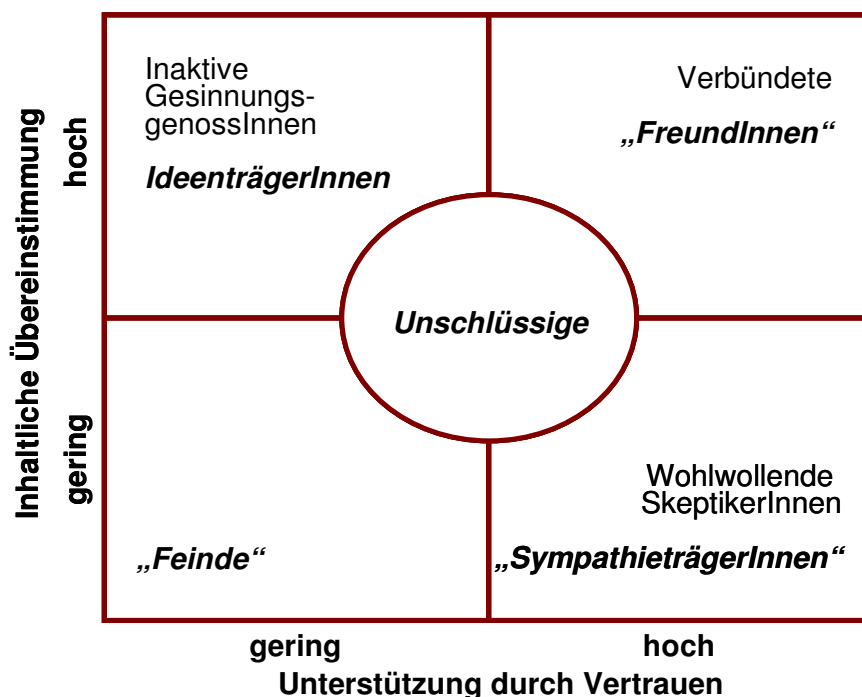 Inaktive
Gesinnungs-
genossInnen
IdeenträgerInnen
Verbündete
„FreundInnen“
Inhaltliche Übereinstimmung
hoch
gering
Unschlüssige
„Feinde“
Wohlwollende
SkeptikerInnen
„SympathieträgerInnen“
gering
hoch
Unterstützung durch Vertrauen